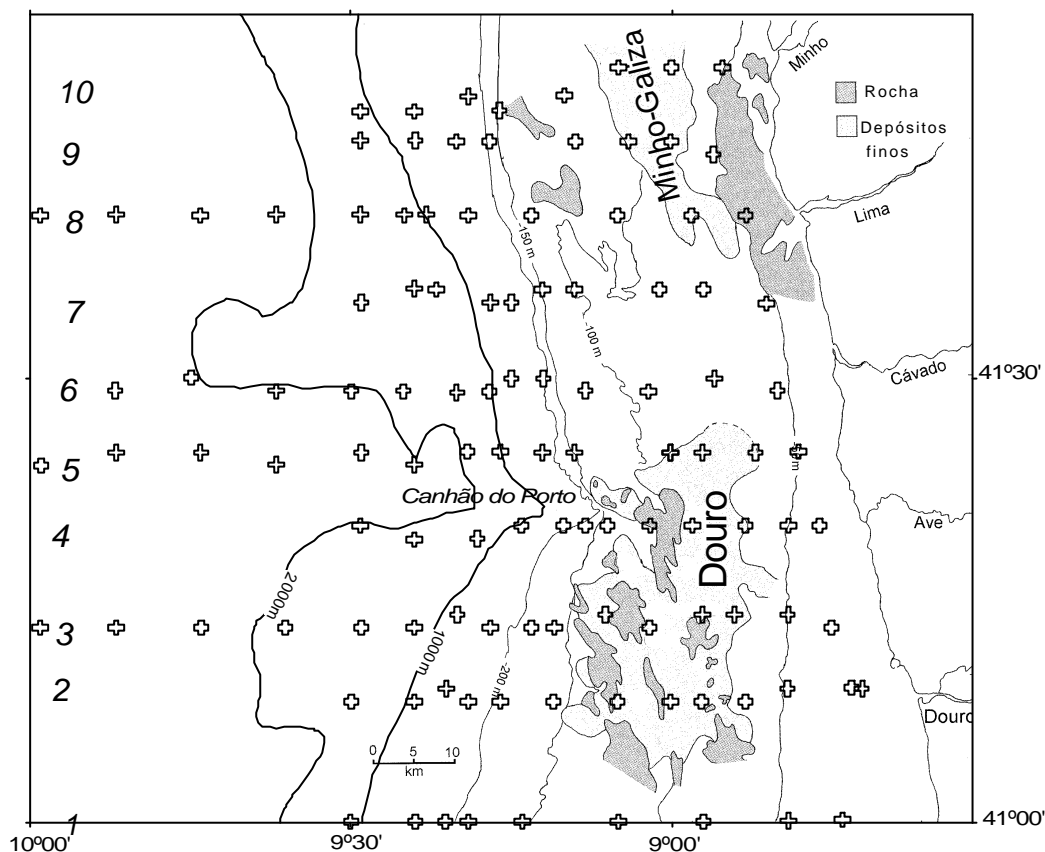 Minho
10
Minho-Galiza
Rocha
Depósitos
finos
9
8
Lima
-150 m
7
-100 m
6
Cávado
41º30'
5
Canhão do Porto
4
Douro
Ave
2000m
3
1000m
-200 m
2
Douro
0 5 10
km
1
41º00'
10º00'
9º30'
9º00'